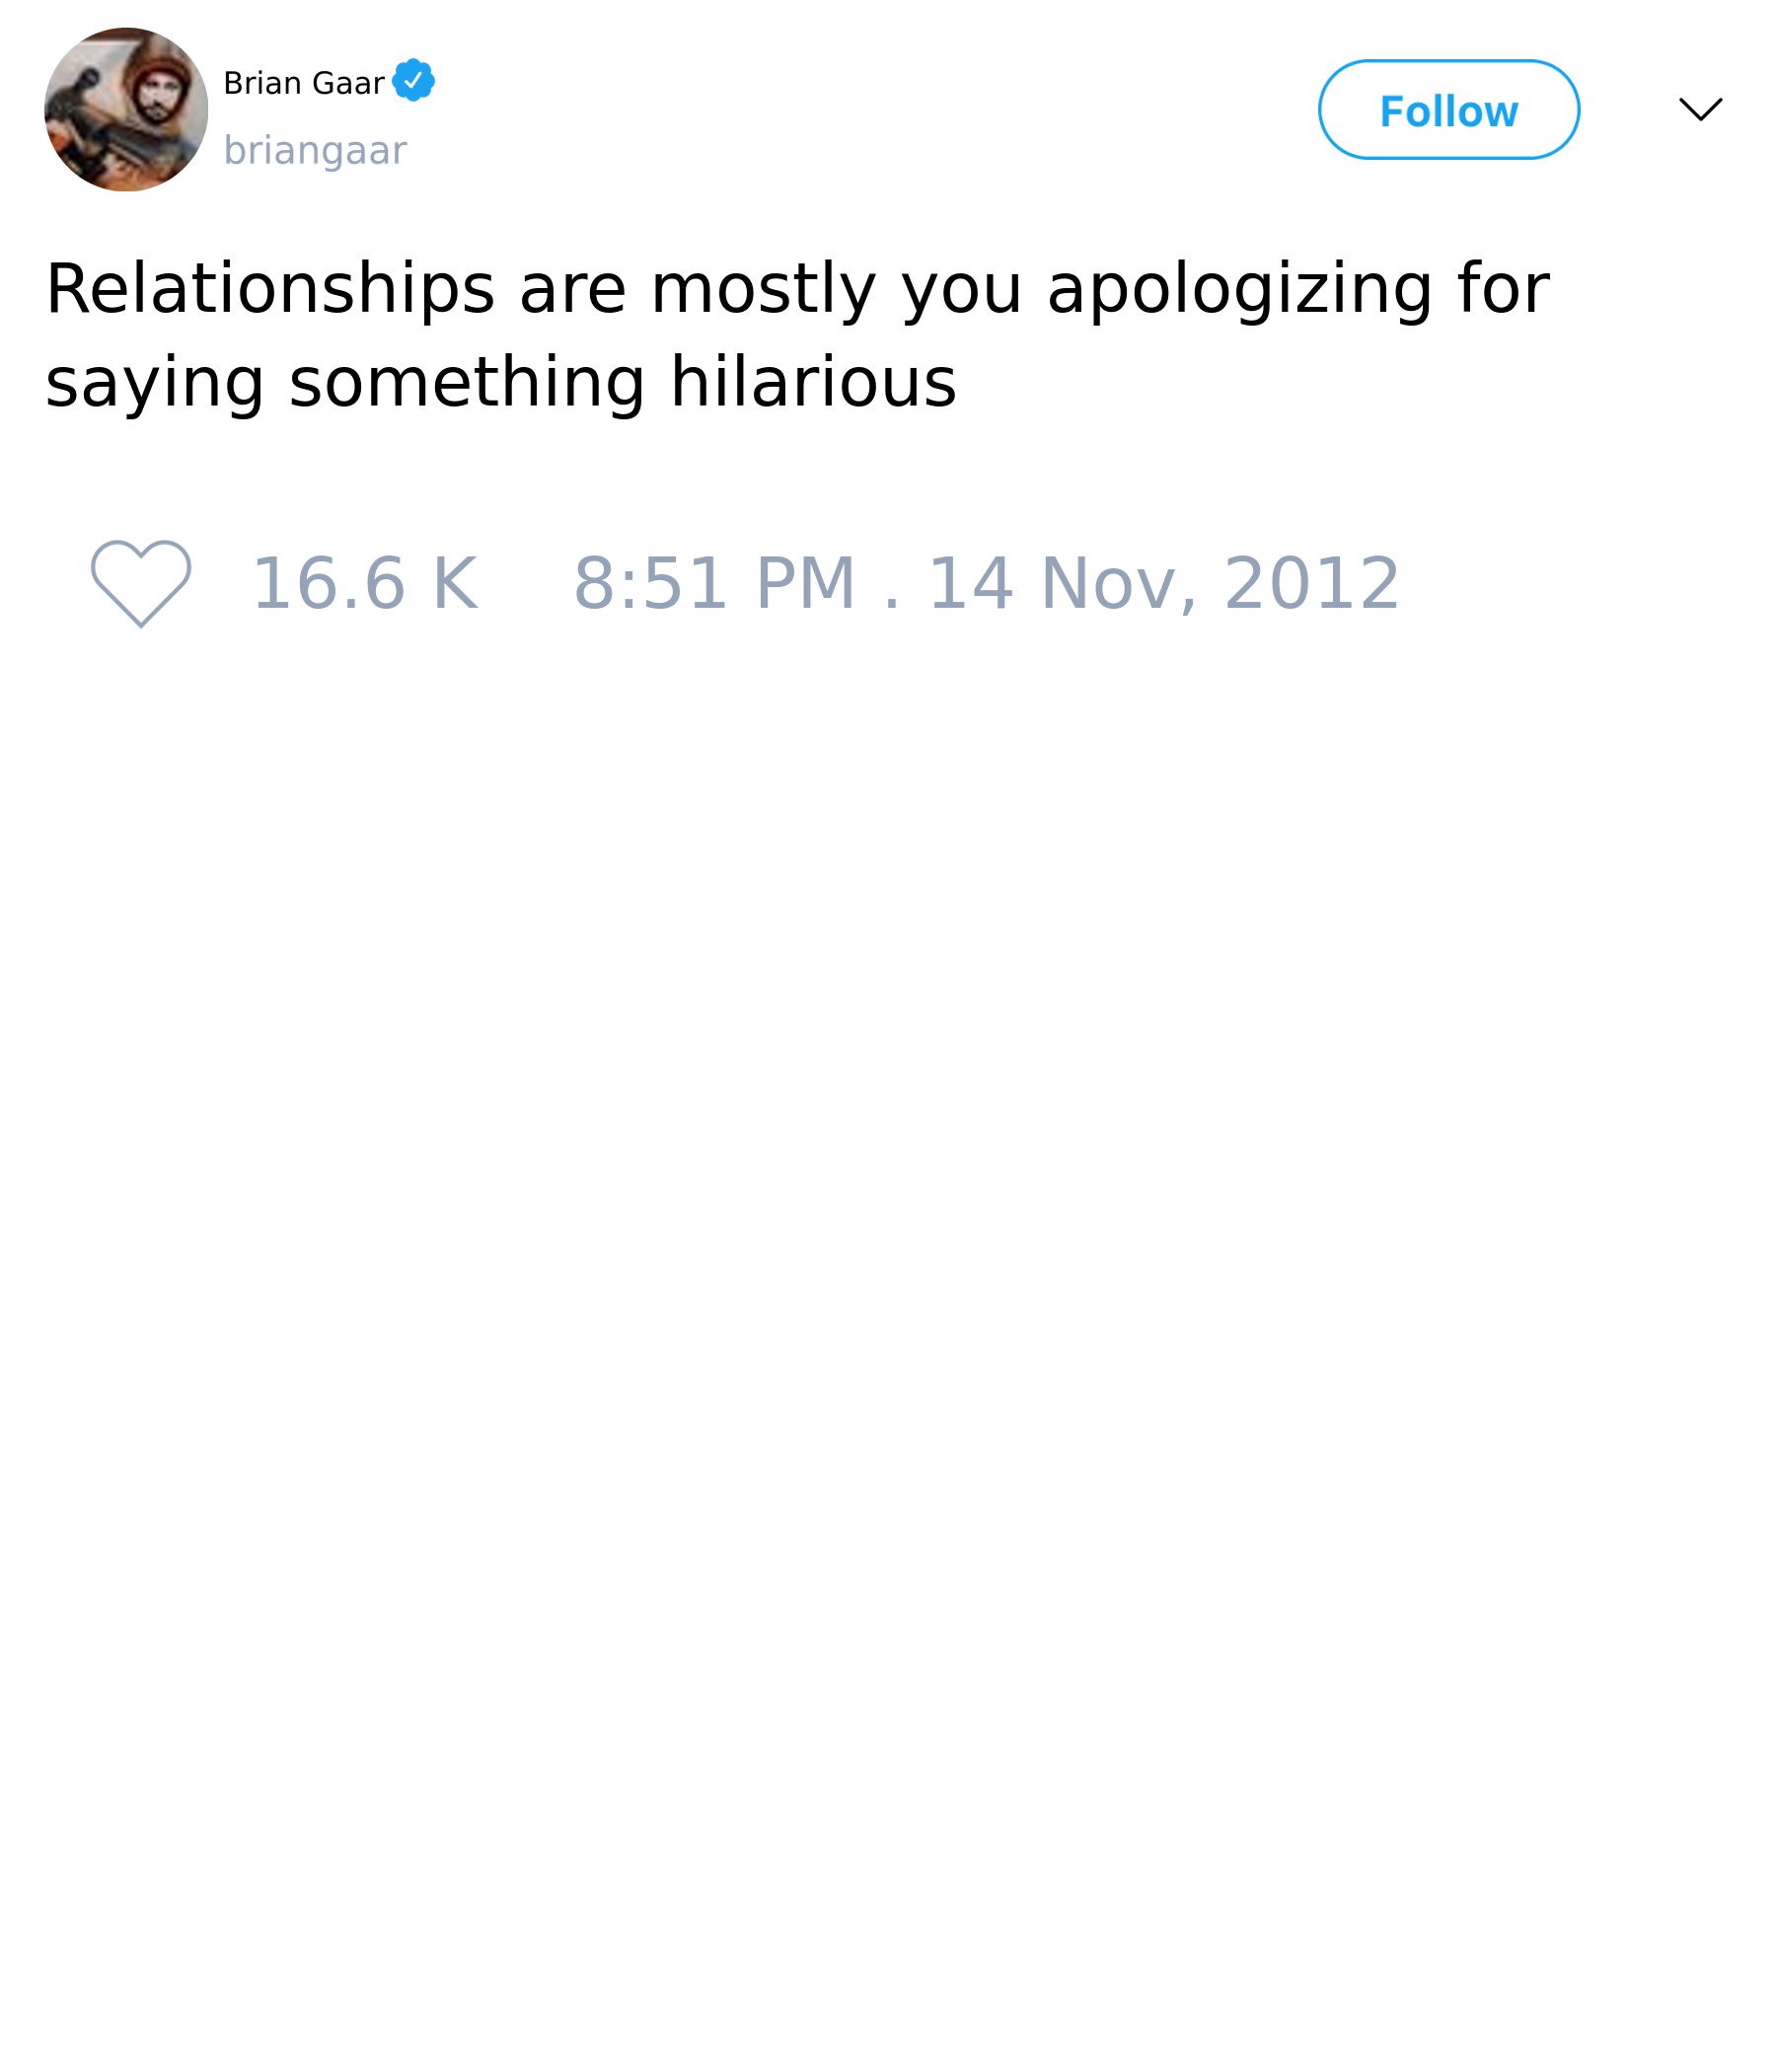 Brian Gaar
briangaar
Follow
Relationships are mostly you apologizing for
saying something hilarious
16.6 K 8:51 PM . 14 Nov, 2012